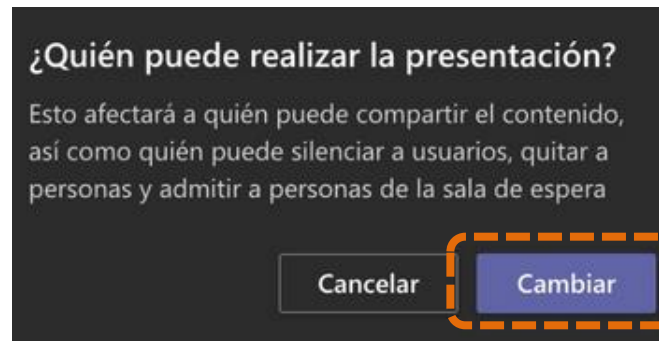 ¿Quién puede realizar la presentación?
Esto afectará a quién puede compartir el contenido,
así como quién puede silenciar a usuarios, quitar a
personas y admitir a personas de la sala de espera
Cancelar Cambiar